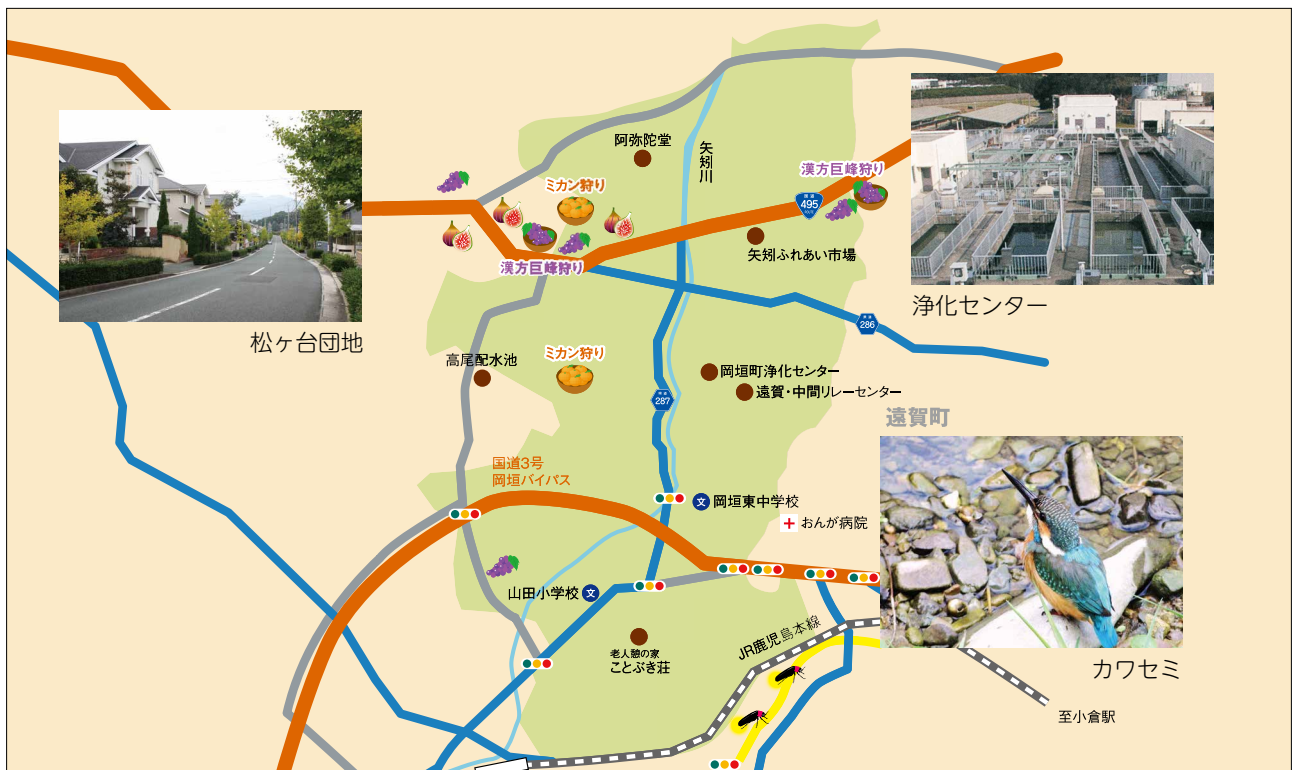 阿弥陀堂
矢矧川
漢方巨峰狩り
ミカン狩り
495
矢矧ふれあい市場
漢方巨峰狩り
浄化センター
286
松ヶ台団地
高尾配水池
ミカン狩り
岡垣町浄化センター
遠賀・中間リレーセンター
287
遠賀町
国道3号
岡垣バイパス
文 岡垣東中学校
おんが病院
山田小学校 文
老人憩の家
ことぶき荘
JR鹿児島本線
カワセミ
至小倉駅